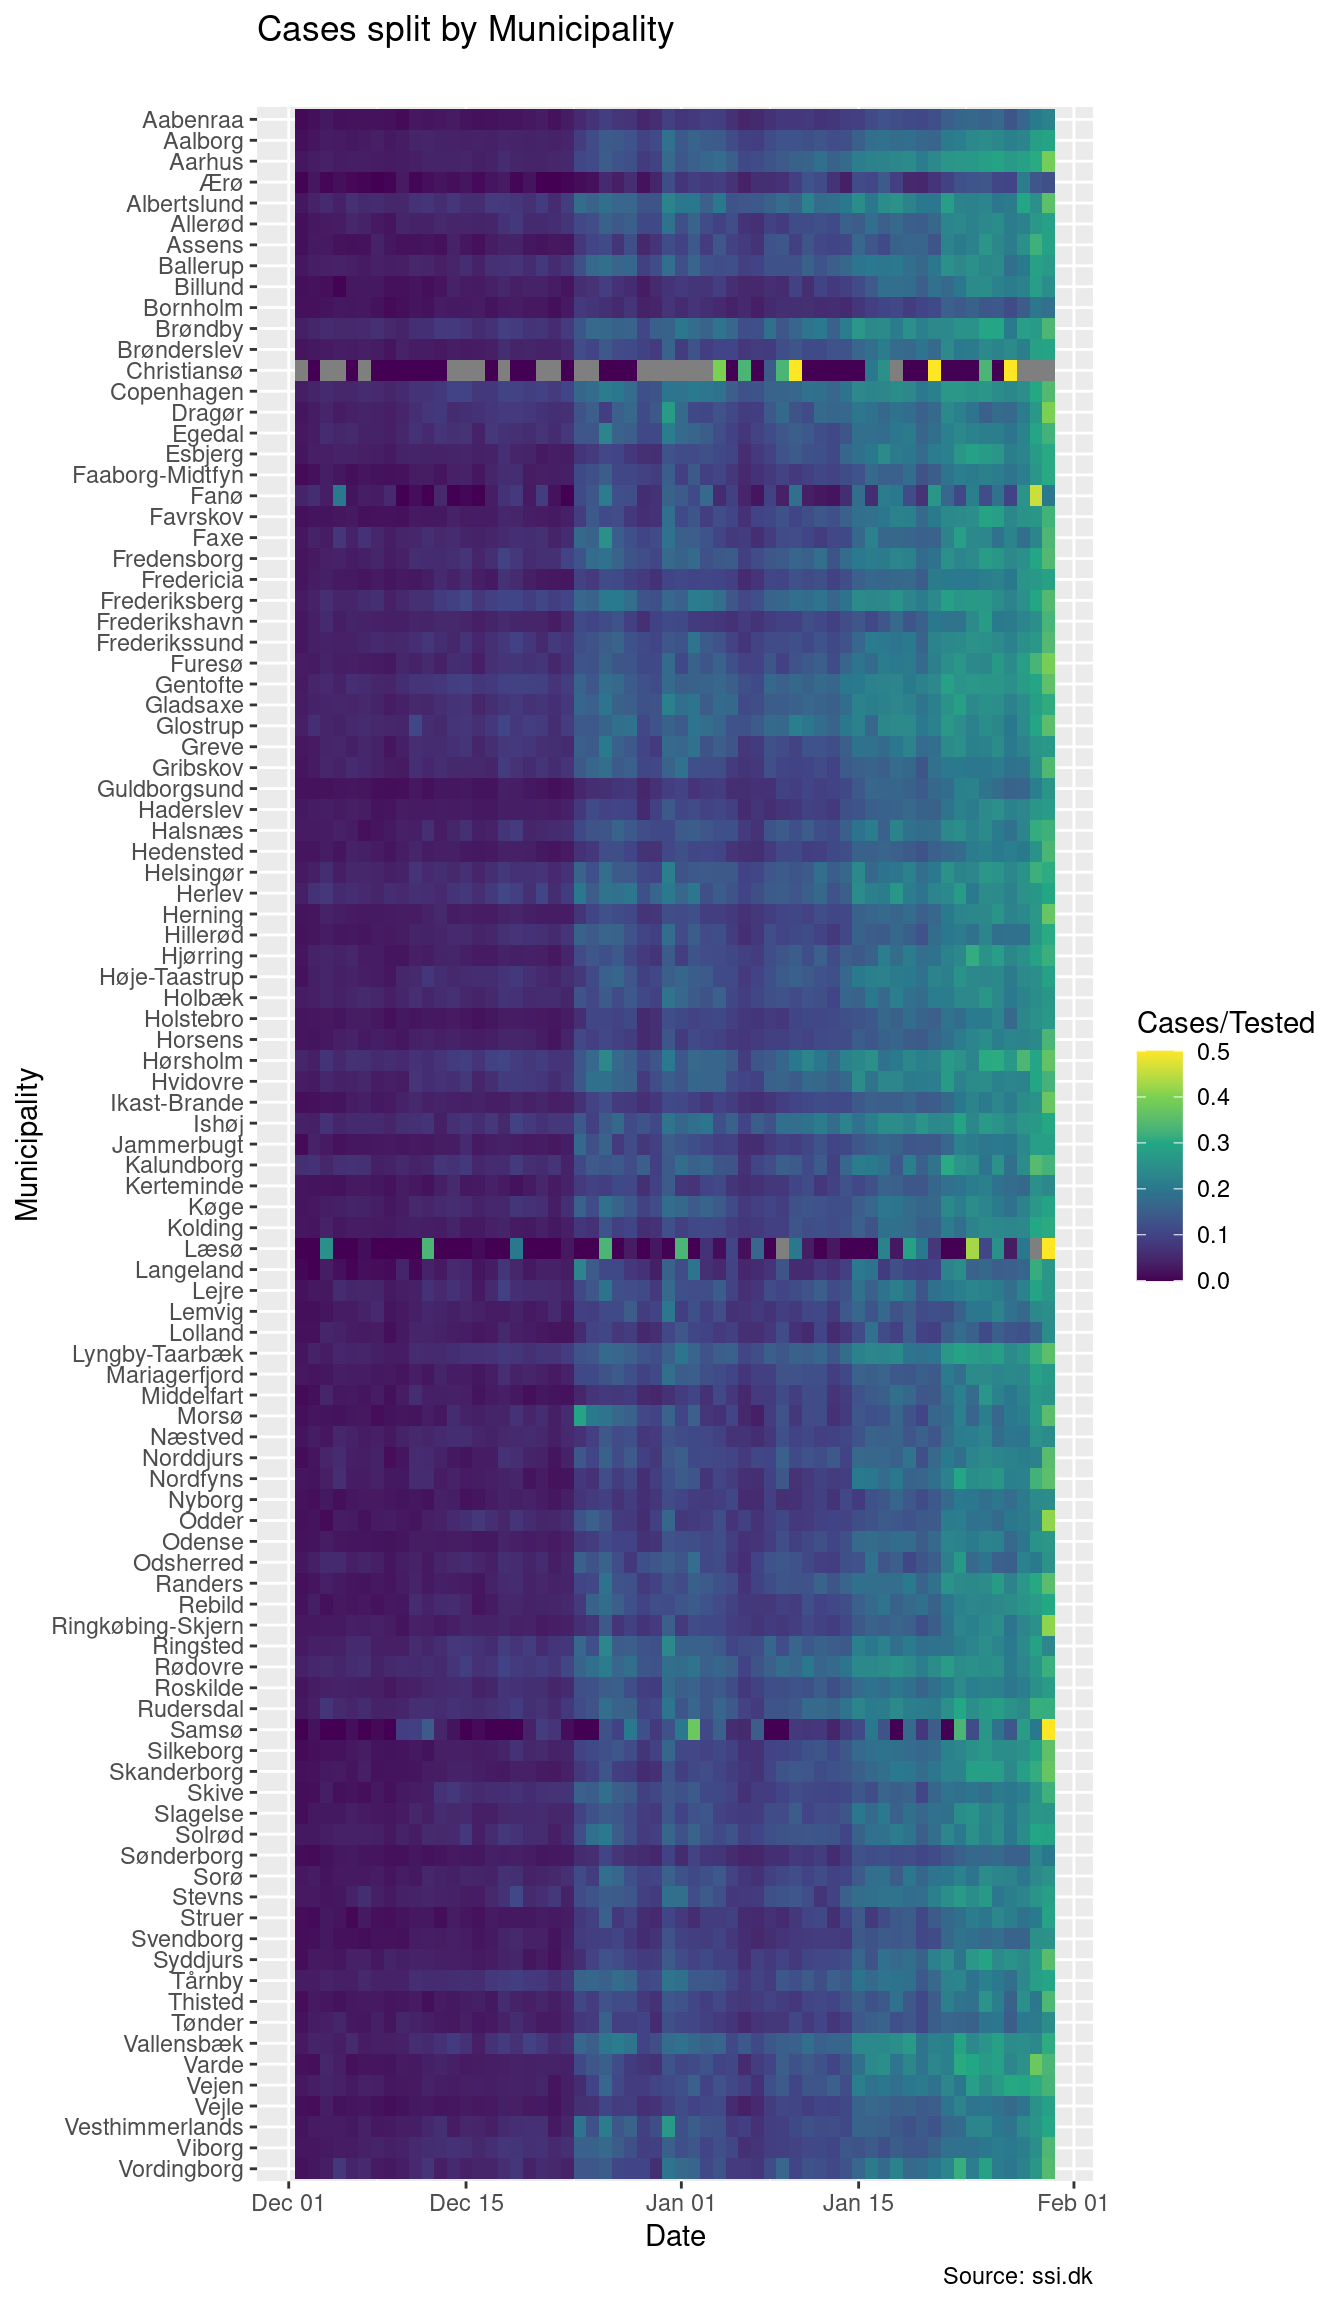 Cases split by Municipality
Aabenraa
Aalborg
Aarhus
Ærø
Albertslund
Allerød
Assens
Ballerup
Billund
Bornholm
Brøndby
Brønderslev
Christiansø
Copenhagen
Dragør
Egedal
Esbjerg
Faaborg-Midtfyn
Fanø
Favrskov
Faxe
Fredensborg
Fredericia
Frederiksberg
Frederikshavn
Frederikssund
Furesø
Gentofte
Gladsaxe
Glostrup
Greve
Gribskov
Guldborgsund
Haderslev
Halsnæs
Hedensted
Helsingør
Herlev
Herning
Hillerød
Hjørring
Høje-Taastrup
Holbæk
Holstebro
Horsens
Hørsholm
Hvidovre
Ikast-Brande
Ishøj
Jammerbugt
Kalundborg
Kerteminde
Køge
Kolding
Læsø
Langeland
Lejre
Lemvig
Lolland
Lyngby-Taarbæk
Mariagerfjord
Middelfart
Morsø
Næstved
Norddjurs
Nordfyns
Nyborg
Odder
Odense
Odsherred
Randers
Rebild
Ringkøbing-Skjern
Ringsted
Rødovre
Roskilde
Rudersdal
Samsø
Silkeborg
Skanderborg
Skive
Slagelse
Solrød
Sønderborg
Sorø
Stevns
Struer
Svendborg
Syddjurs
Tårnby
Thisted
Tønder
Vallensbæk
Varde
Vejen
Vejle
Vesthimmerlands
Viborg
Vordingborg
Municipality
Dec 01 Dec 15 Jan 01 Jan 15 Feb 01
Date
Source: ssi.dk
Cases/Tested
0.5
0.4
0.3
0.2
0.1
0.0